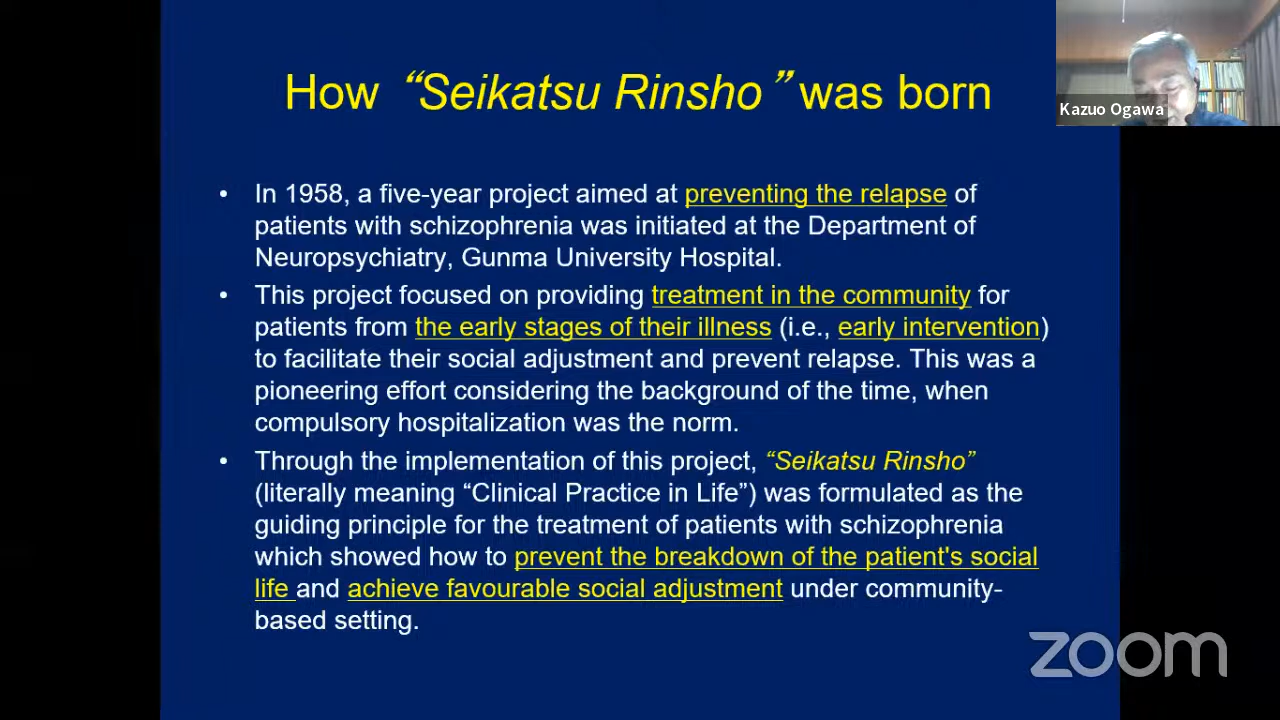 How “Seikatsu Rinsho” was born
Kazuo Ogawa
• In 1958, a five-year project aimed at preventing the relapse of
patients with schizophrenia was initiated at the Department of
Neuropsychiatry, Gunma University Hospital.
• This project focused on providing treatment in the community for
patients from the early stages of their illness (i.e., early intervention)
to facilitate their social adjustment and prevent relapse. This was a
pioneering effort considering the background of the time, when
compulsory hospitalization was the norm.
• Through the implementation of this project, “Seikatsu Rinsho”
(literally meaning “Clinical Practice in Life”) was formulated as the
guiding principle for the treatment of patients with schizophrenia
which showed how to prevent the breakdown of the patient's social
life and achieve favourable social adjustment under community-
based setting.
zoom